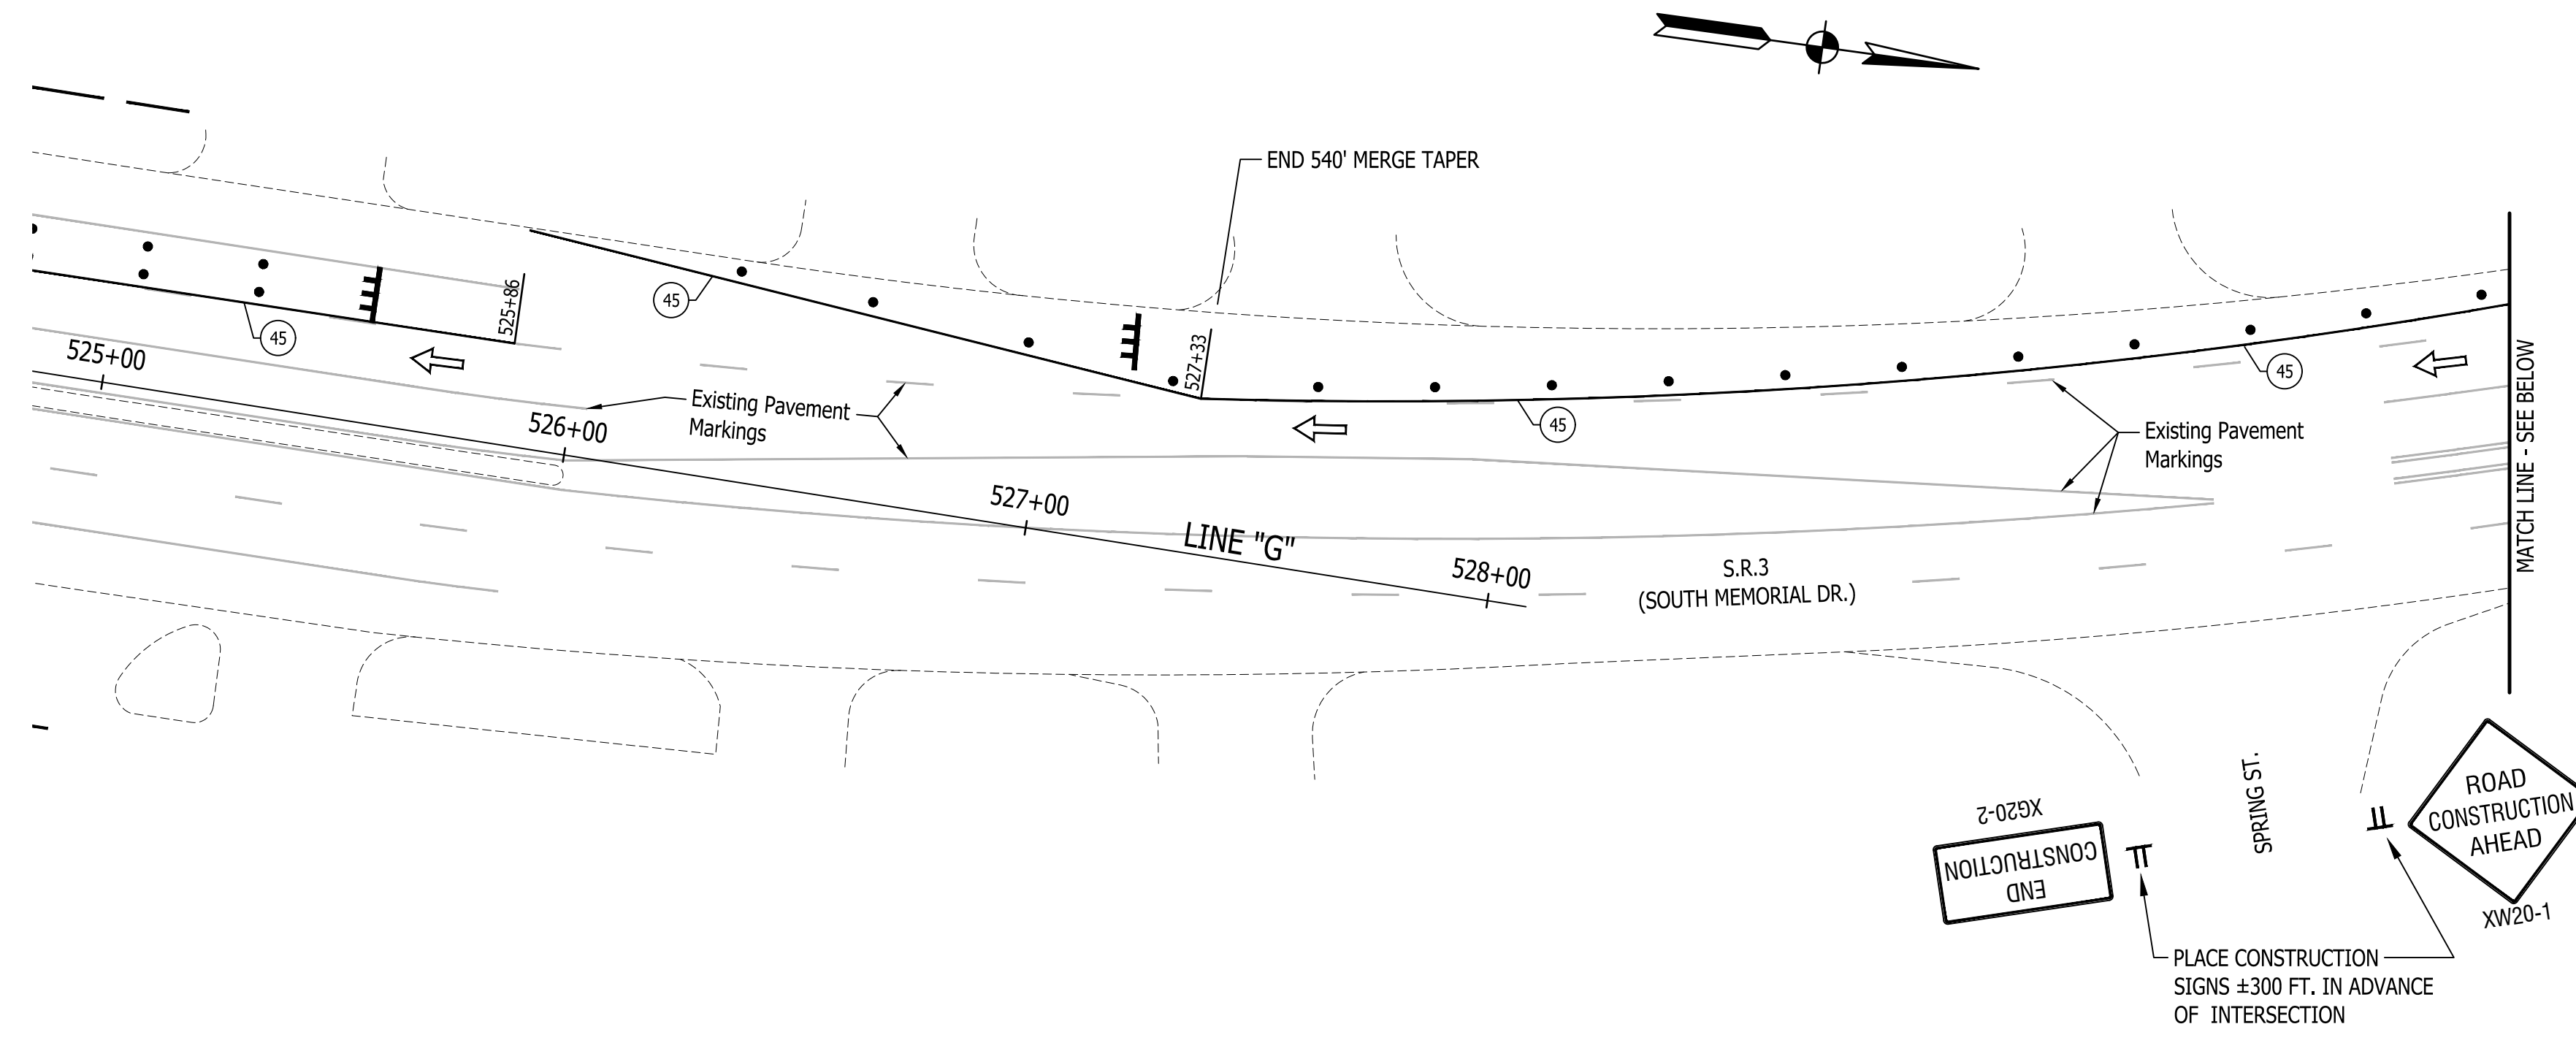 END 540' MERGE TAPER
525+86
45
527+33
45
525+00
45
45
MATCH LINE - SEE BELOW
Existing Pavement
Markings
526+00
Existing Pavement
Markings
527+00
LINE "G"
528+00
S.R.3
(SOUTH MEMORIAL DR.)
SPRING ST.
XG20-2
END
CONSTRUCTION
ROAD
CONSTRUCTION
AHEAD
XW20-1
PLACE CONSTRUCTION
SIGNS ±300 FT. IN ADVANCE
OF INTERSECTION